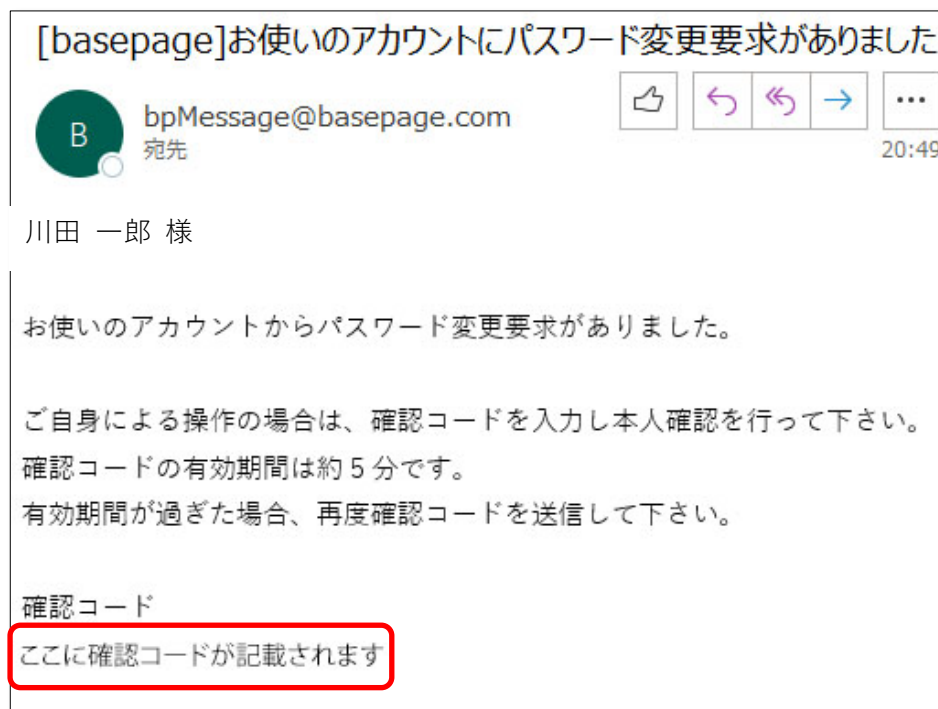 [basepage]お使いのアカウントにパスワード変更要求がありました
B
bpMessage@basepage.com
宛先
20:49
川田 一郎 様
お使いのアカウントからパスワード変更要求がありました。
ご自身による操作の場合は、確認コードを入力し本人確認を行って下さい。
確認コードの有効期間は約5分です。
有効期間が過ぎた場合、再度確認コードを送信して下さい。
確認コード
ここに確認コードが記載されます